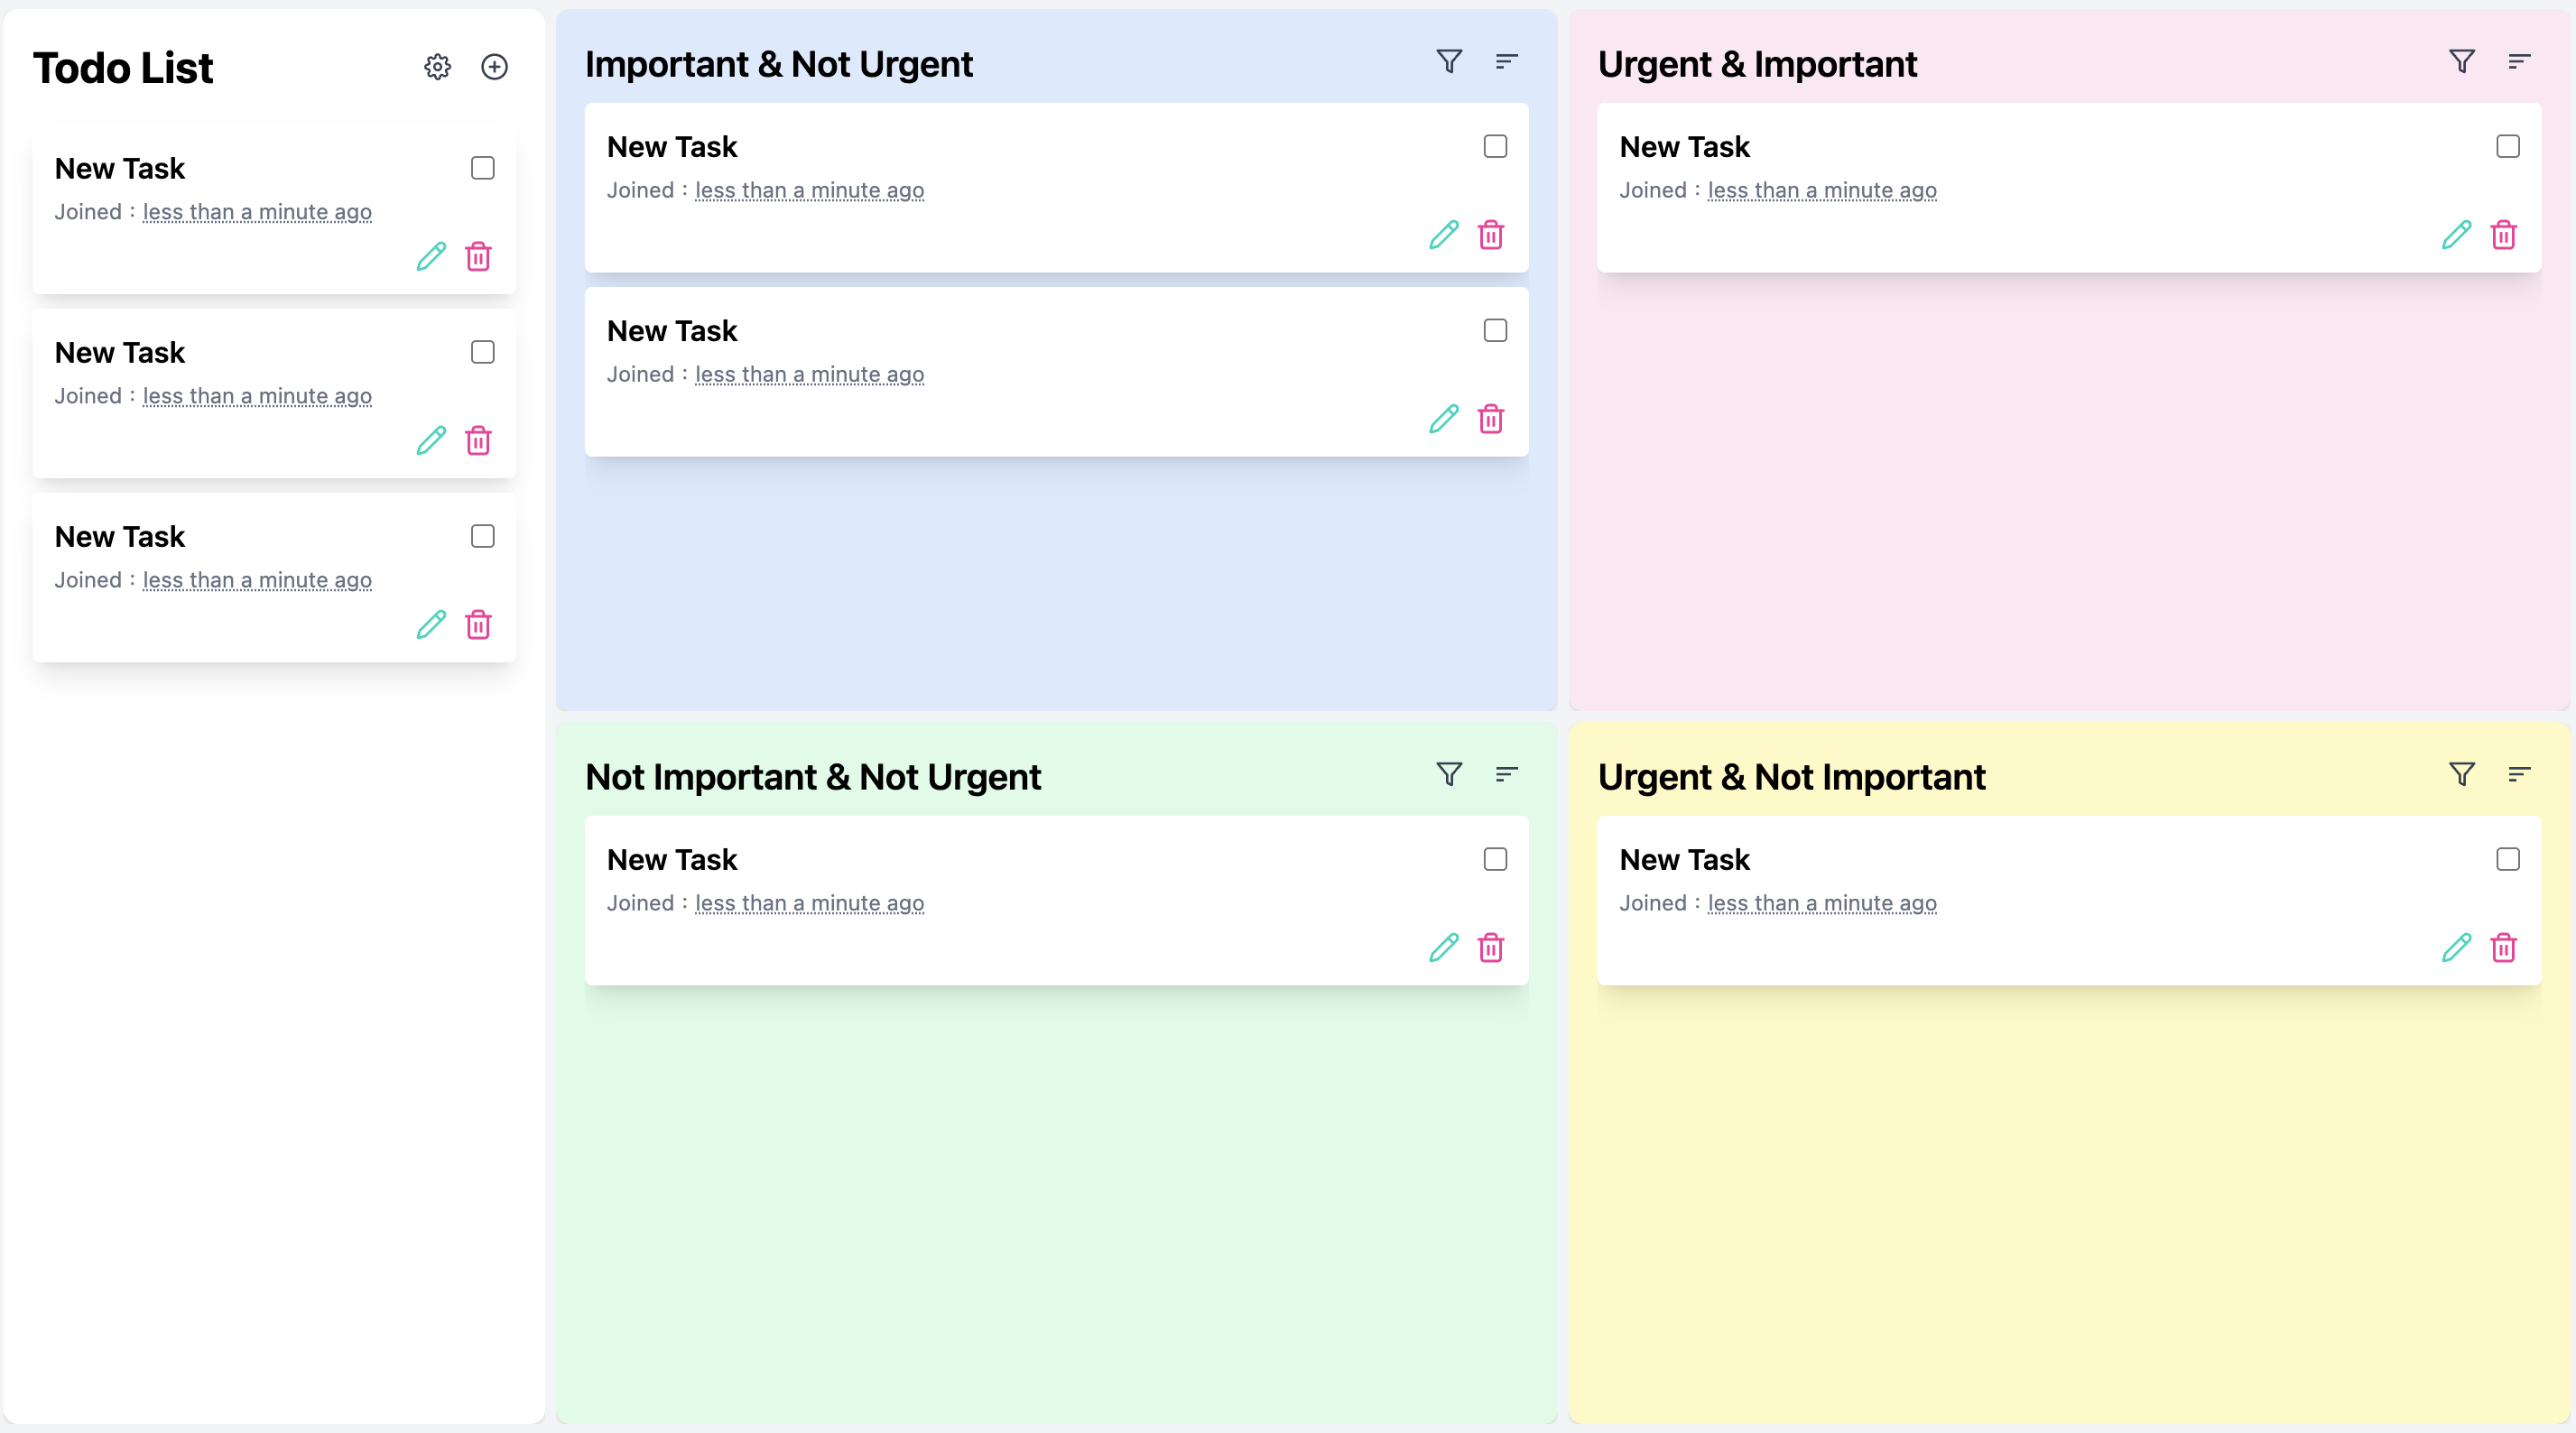 Todo List
New Task
Joined : less than a minute ago
New Task
Joined : less than a minute ago
New Task
Joined : less than a minute ago
Important & Not Urgent
New Task
Joined : less than a minute ago
New Task
Joined : less than a minute ago
Urgent & Important
New Task
Joined : less than a minute ago
Not Important & Not Urgent
New Task
Joined : less than a minute ago
Urgent & Not Important
New Task
Joined : less than a minute ago